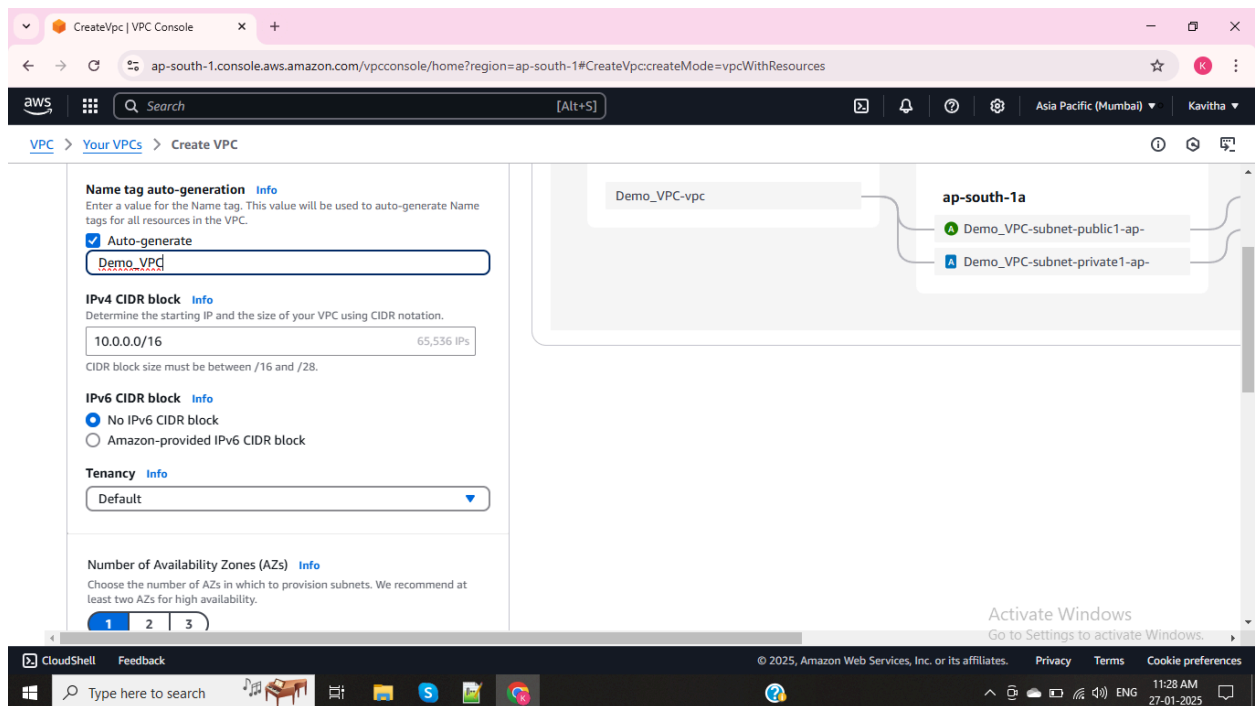 CreateVpc | VPC Console
ap-south-1.console.aws.amazon.com/vpcconsole/home?region=ap-south-1#CreateVpc:createMode=vpcWithResources
K
aws
Search
[Alt+S]
Asia Pacific (Mumbai)
Kavitha
VPC > Your VPCs > Create VPC
Name tag auto-generation Info
Enter a value for the Name tag. This value will be used to auto-generate Name
tags for all resources in the VPC.
Auto-generate
Demo_VPC
IPv4 CIDR block Info
Determine the starting IP and the size of your VPC using CIDR notation.
10.0.0.0/16 65,536 IPs
CIDR block size must be between /16 and /28.
IPv6 CIDR block Info
No IPv6 CIDR block
Amazon-provided IPv6 CIDR block
Tenancy Info
Default
Number of Availability Zones (AZs) Info
Choose the number of AZs in which to provision subnets. We recommend at
least two AZs for high availability.
1 2 3
Demo_VPC-vpc
ap-south-1a
A Demo_VPC-subnet-public1-ap-
A Demo_VPC-subnet-private1-ap-
Activate Windows
Go to Settings to activate Windows.
CloudShell Feedback
© 2025, Amazon Web Services, Inc. or its affiliates. Privacy Terms Cookie preferences
Type here to search
S
K
ENG
11:28 AM
27-01-2025